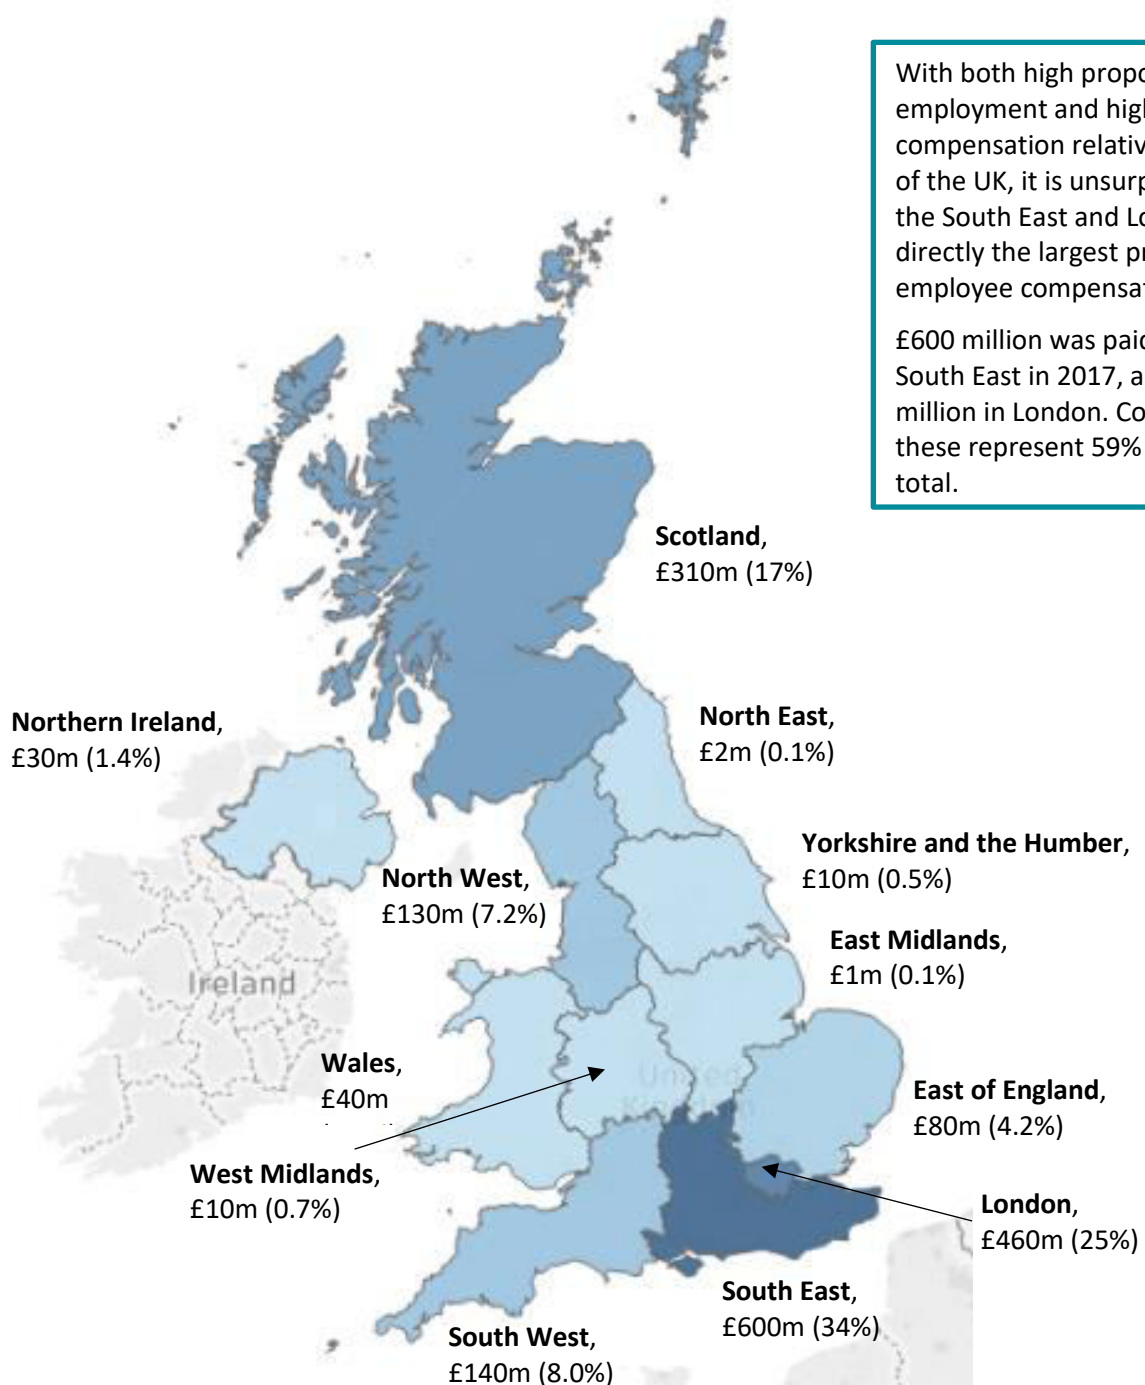 With both high propo
employment and high
compensation relativ
of the UK, it is unsurp
the South East and Lo
directly the largest pr
employee compensat
£600 million was paid
South East in 2017, a
million in London. Co
these represent 59%
total.
Scotland,
£310m (17%)
Northern Ireland,
£30m (1.4%)
North East,
£2m (0.1%)
Yorkshire and the Humber,
£10m (0.5%)
North West,
£130m (7.2%)
East Midlands,
£1m (0.1%)
Ireland
Wales,
£40m
United
East of England,
£80m (4.2%)
West Midlands,
£10m (0.7%)
London,
£460m (25%)
South East,
£600m (34%)
South West,
£140m (8.0%)